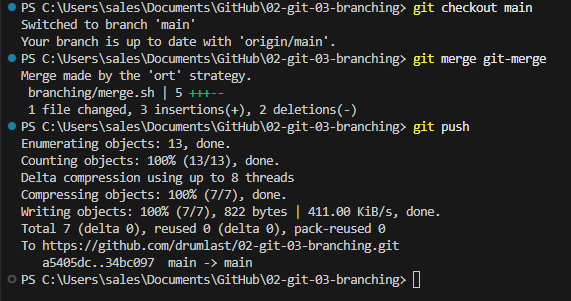 PS C:\Users\sales\Documents\GitHub\02-git-03-branching> git checkout main
Switched to branch 'main'
Your branch is up to date with 'origin/main'.
PS C:\Users\sales\Documents\GitHub\02-git-03-branching> git merge git-merge
Merge made by the 'ort' strategy.
 branching/merge.sh | 5 +++--
 1 file changed, 3 insertions(+), 2 deletions(-)
PS C:\Users\sales\Documents\GitHub\02-git-03-branching> git push
Enumerating objects: 13, done.
Counting objects: 100% (13/13), done.
Delta compression using up to 8 threads
Compressing objects: 100% (7/7), done.
Writing objects: 100% (7/7), 822 bytes | 411.00 KiB/s, done.
Total 7 (delta 0), reused 0 (delta 0), pack-reused 0
To https://github.com/drumlast/02-git-03-branching.git
   a5405dc..34bc097  main -> main
PS C:\Users\sales\Documents\GitHub\02-git-03-branching>